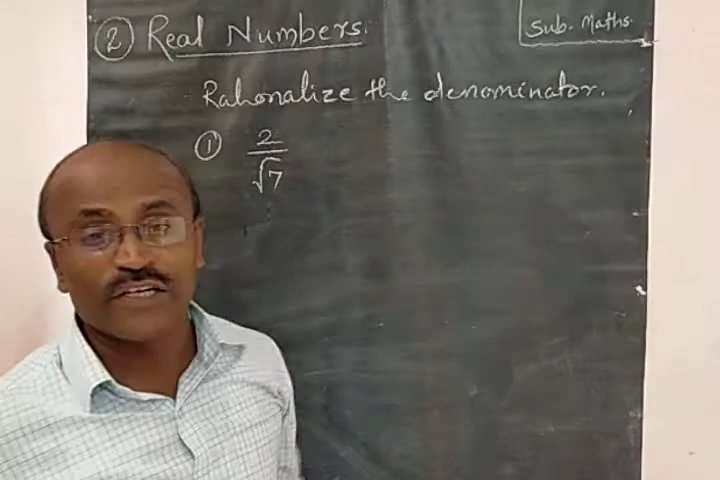 ② Real Numbers.
Sub. Maths.
Rationalize the denominator.
① 2/√7